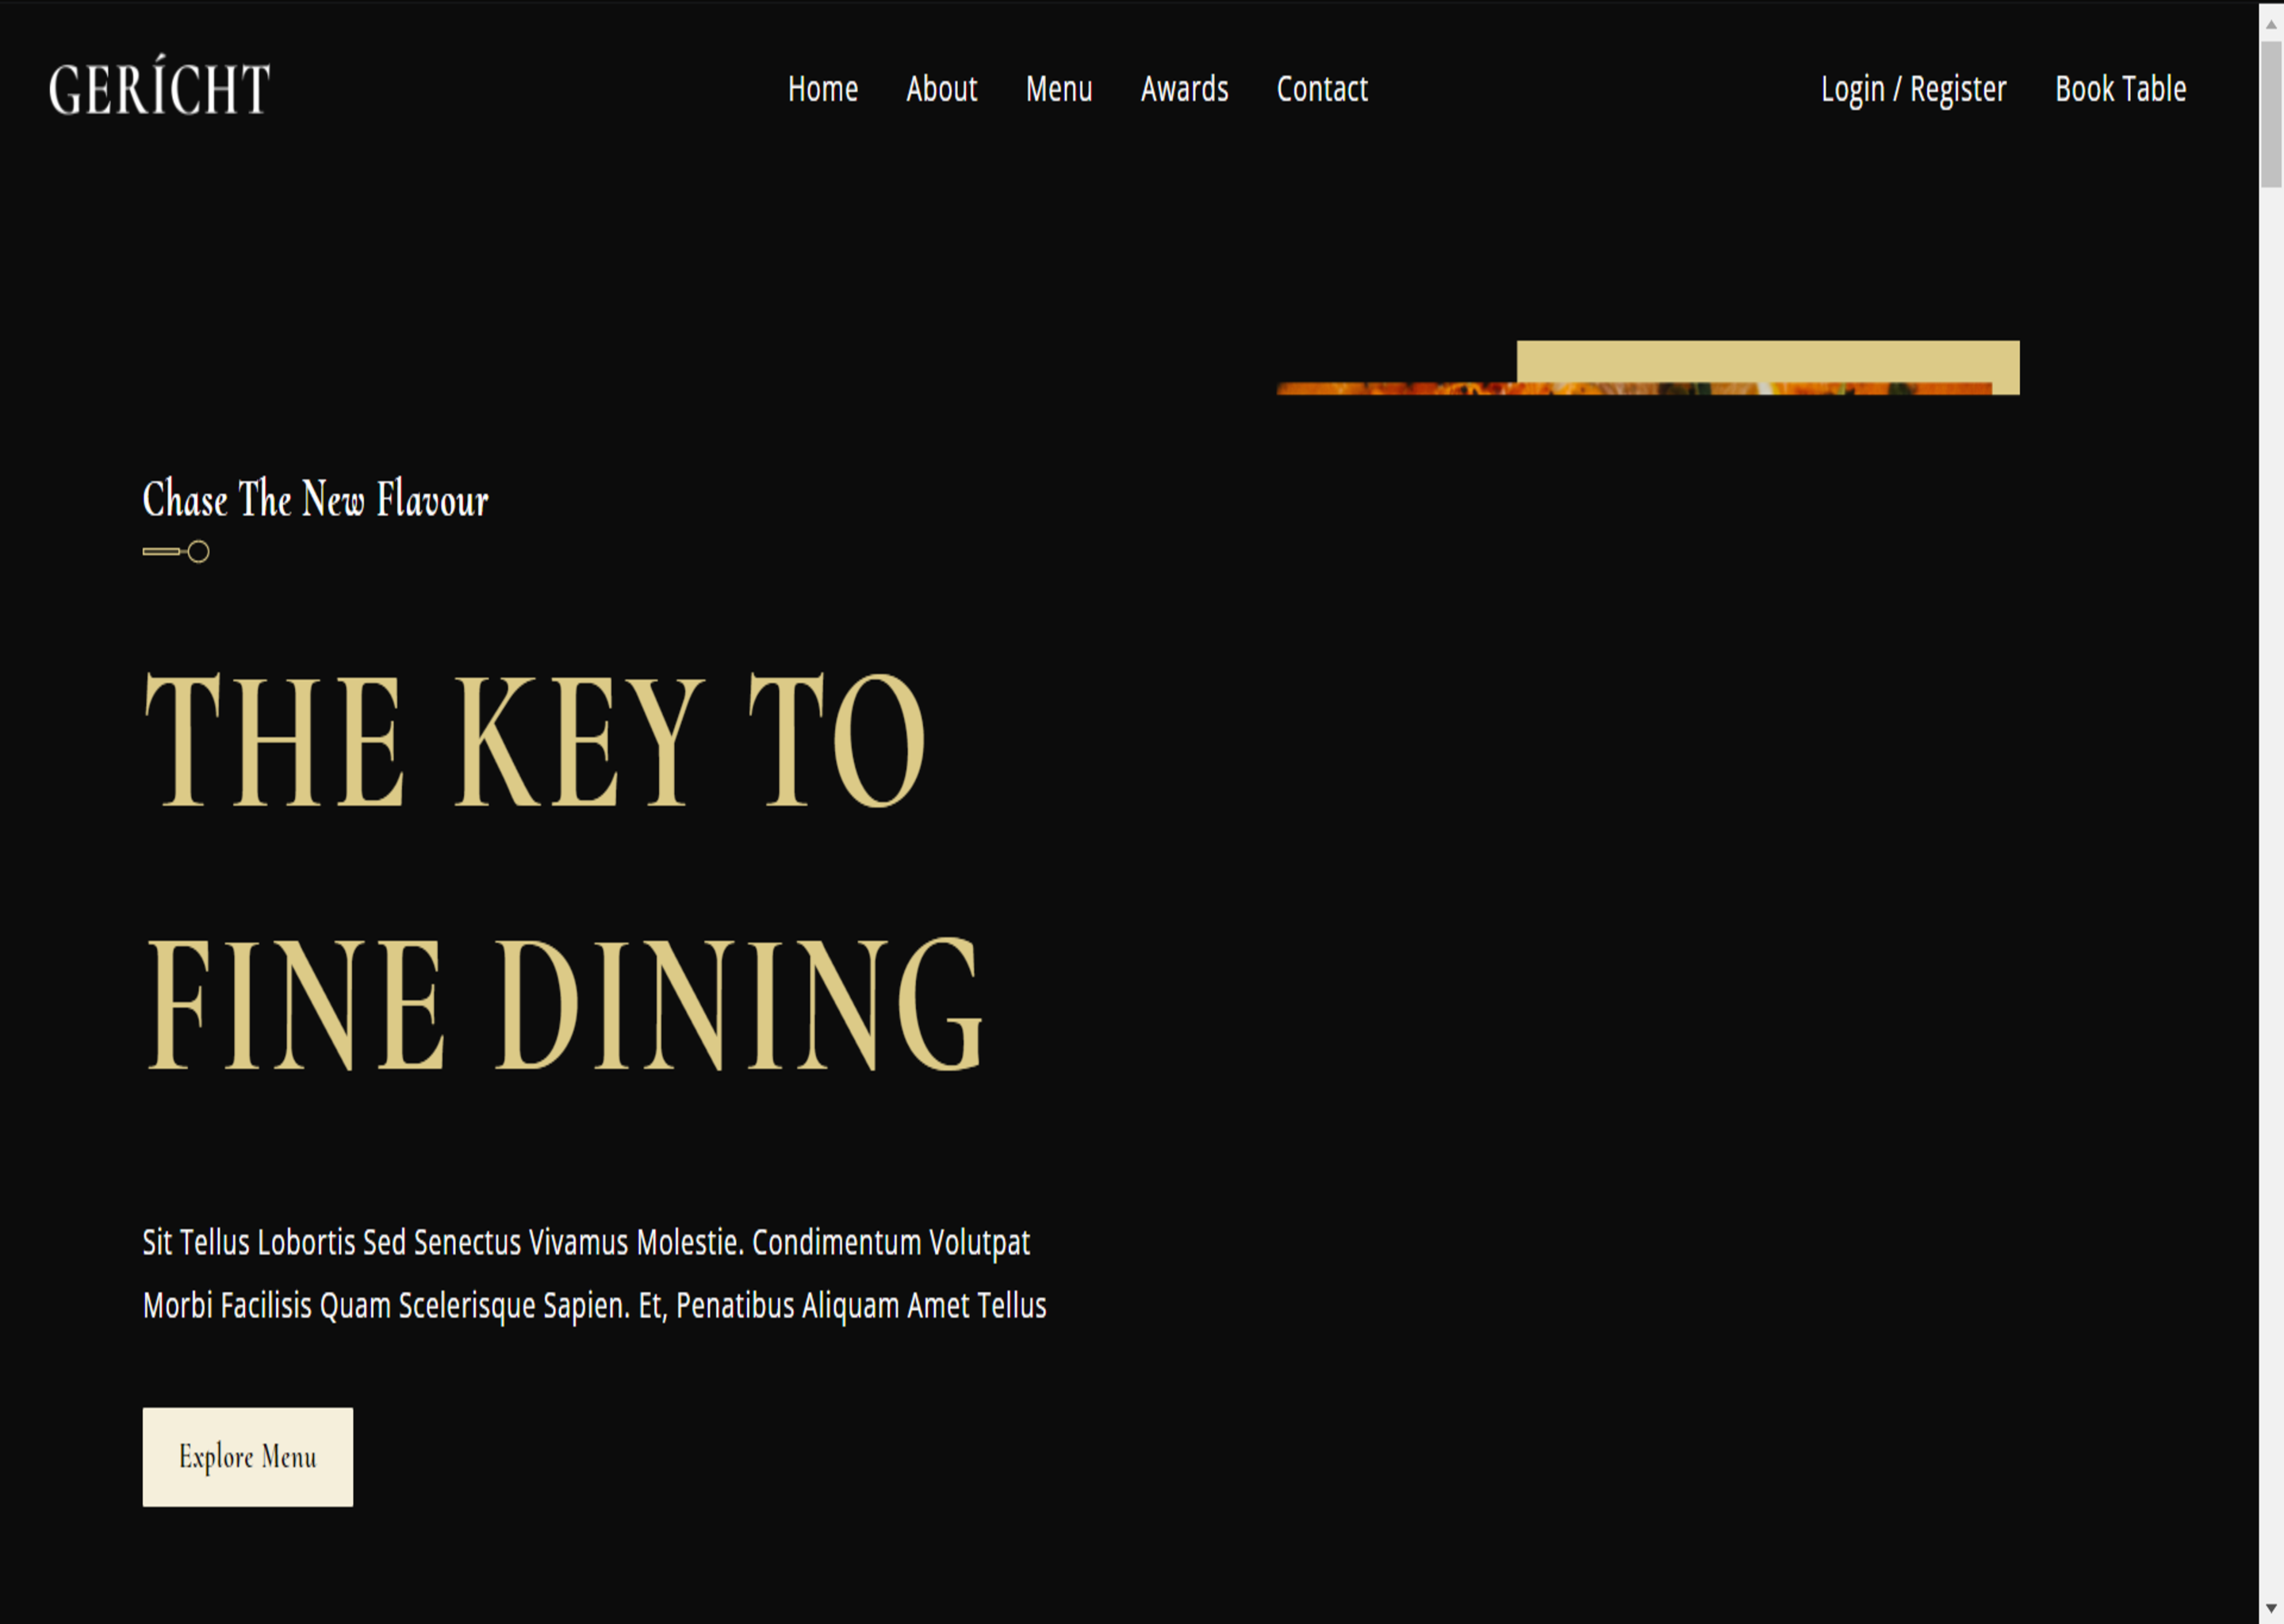 GERÍCHT
Home About Menu Awards Contact
Login / Register Book Table
Chase The New Flavour
THE KEY TO
FINE DINING
Sit Tellus Lobortis Sed Senectus Vivamus Molestie. Condimentum Volutpat
Morbi Facilisis Quam Scelerisque Sapien. Et, Penatibus Aliquam Amet Tellus
Explore Menu